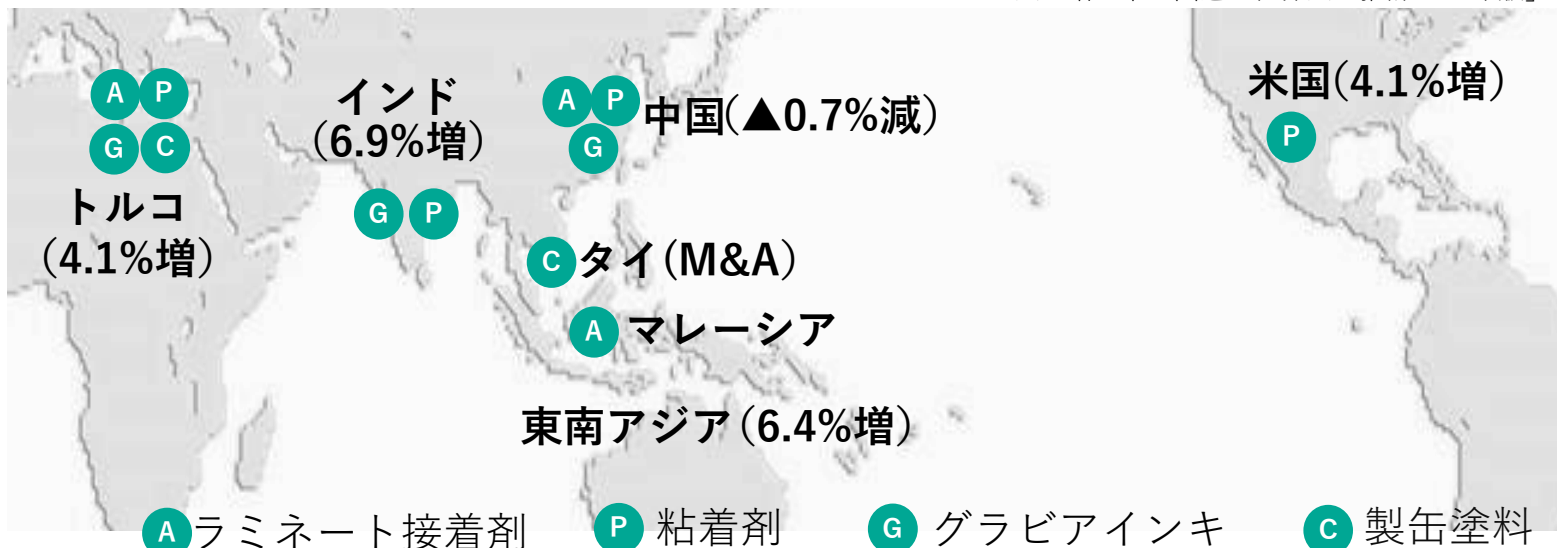 A P
G C
トルコ
(4.1%増)
インド
(6.9%増)
G P
A P
G
中国(▲0.7%減)
C タイ(M&A)
A マレーシア
東南アジア(6.4%増)
米国(4.1%増)
P
A ラミネート接着剤 P 粘着剤 G グラビアインキ C 製缶塗料